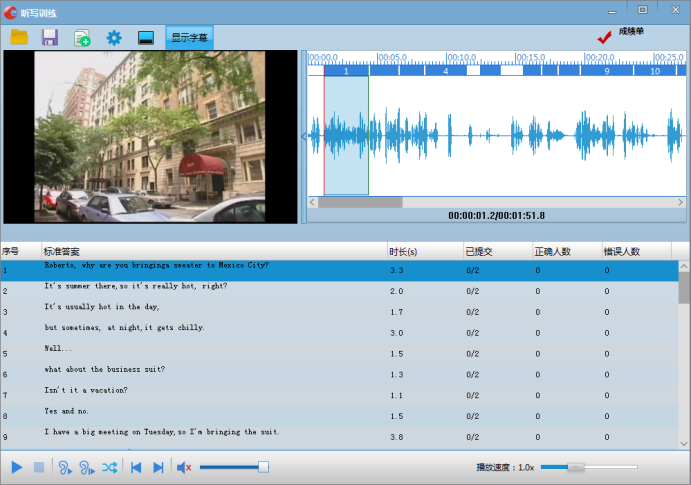 听写训练
显示字幕
成绩单
00:00.0 00:05.0 00:10.0 00:15.0 00:20.0 00:25.0
1 4 9 10
00:00:01.2/00:01:51.8
序号 标准答案 时长(s) 已提交 正确人数 错误人数
1 Roberto, why are you bringinga sweater to Mexico City? 3.3 0/2 0 0
2 It's summer there,so it's really hot, right? 2.0 0/2 0 0
3 It's usually hot in the day, 1.7 0/2 0 0
4 but sometimes, at night,it gets chilly. 3.0 0/2 0 0
5 Well... 1.5 0/2 0 0
6 what about the business suit? 1.3 0/2 0 0
7 Isn't it a vacation? 1.1 0/2 0 0
8 Yes and no. 1.5 0/2 0 0
9 I have a big meeting on Tuesday,so I'm bringing the suit. 3.8 0/2 0 0
播放速度：1.0x